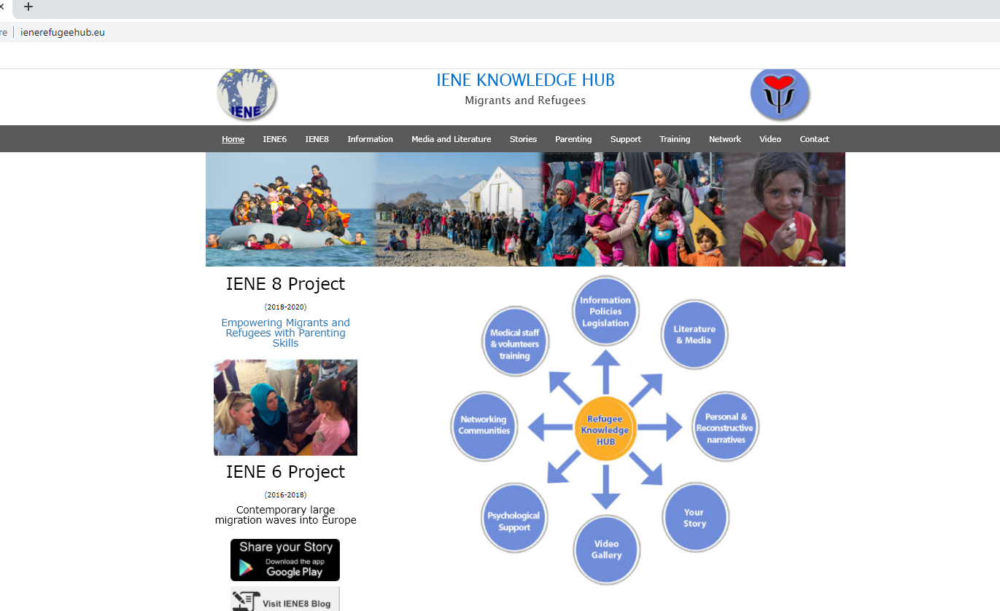 re
ienerefugeehub.eu
IENE
IENE KNOWLEDGE HUB
Migrants and Refugees
Home IENE6 IENE8 Information Media and Literature Stories Parenting Support Training Network Video Contact
IENE 8 Project
(2018-2020)
Empowering Migrants and
Refugees with Parenting
Skills
IENE 6 Project
(2016-2018)
Contemporary large
migration waves into Europe
Share your Story
Download the app
Google Play
Visit IENE8 Blog
Information
Policies
Legislation
Literature
& Media
Personal &
Reconstructive
narratives
Your
Story
Video
Gallery
Psychological
Support
Networking
Communities
Medical staff
& volunteers
training
Refugee
Knowledge
HUB